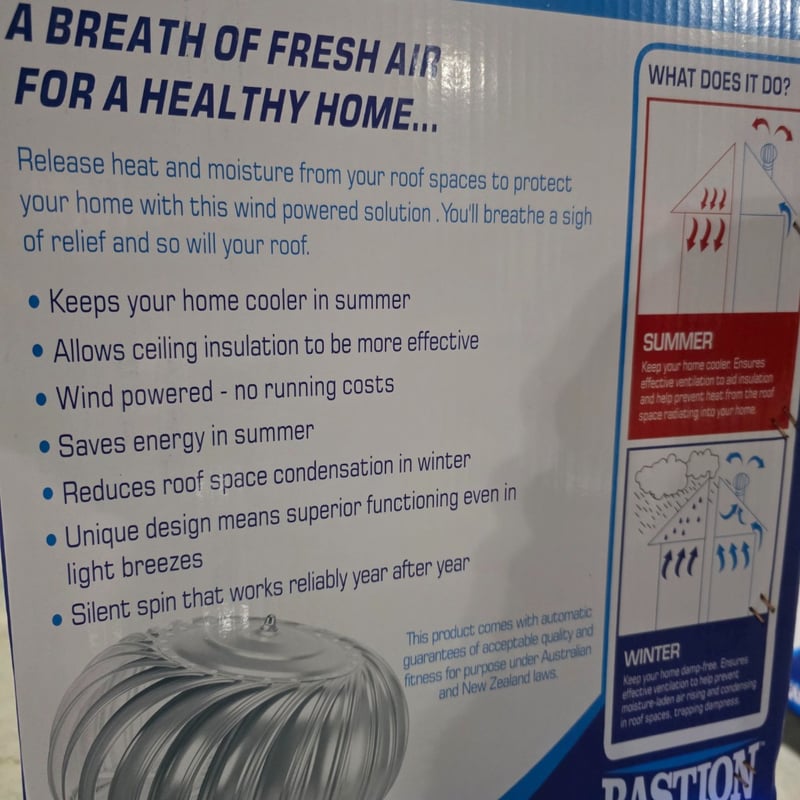 A BREATH OF FRESH AIR
FOR A HEALTHY HOME...
Release heat and moisture from your roof spaces to protect
your home with this wind powered solution . You'll breathe a sigh
of relief and so will your roof.
• Keeps your home cooler in summer
• Allows ceiling insulation to be more effective
• Wind powered - no running costs
• Saves energy in summer
• Reduces roof space condensation in winter
• Unique design means superior functioning even in
light breezes
• Silent spin that works reliably year after year
This product comes with automatic
guarantees of acceptable quality and
fitness for purpose under Australian
and New Zealand laws.
WHAT DOES IT DO?
SUMMER
Keep your home cooler. Ensures
effective ventilation to aid insulation
and help prevent heat from the roof
space radiating into your home.
WINTER
Keep your home damp-free. Ensures
effective ventilation to help prevent
moisture-laden air rising and condensing
in roof spaces, trapping dampness.
BASTION